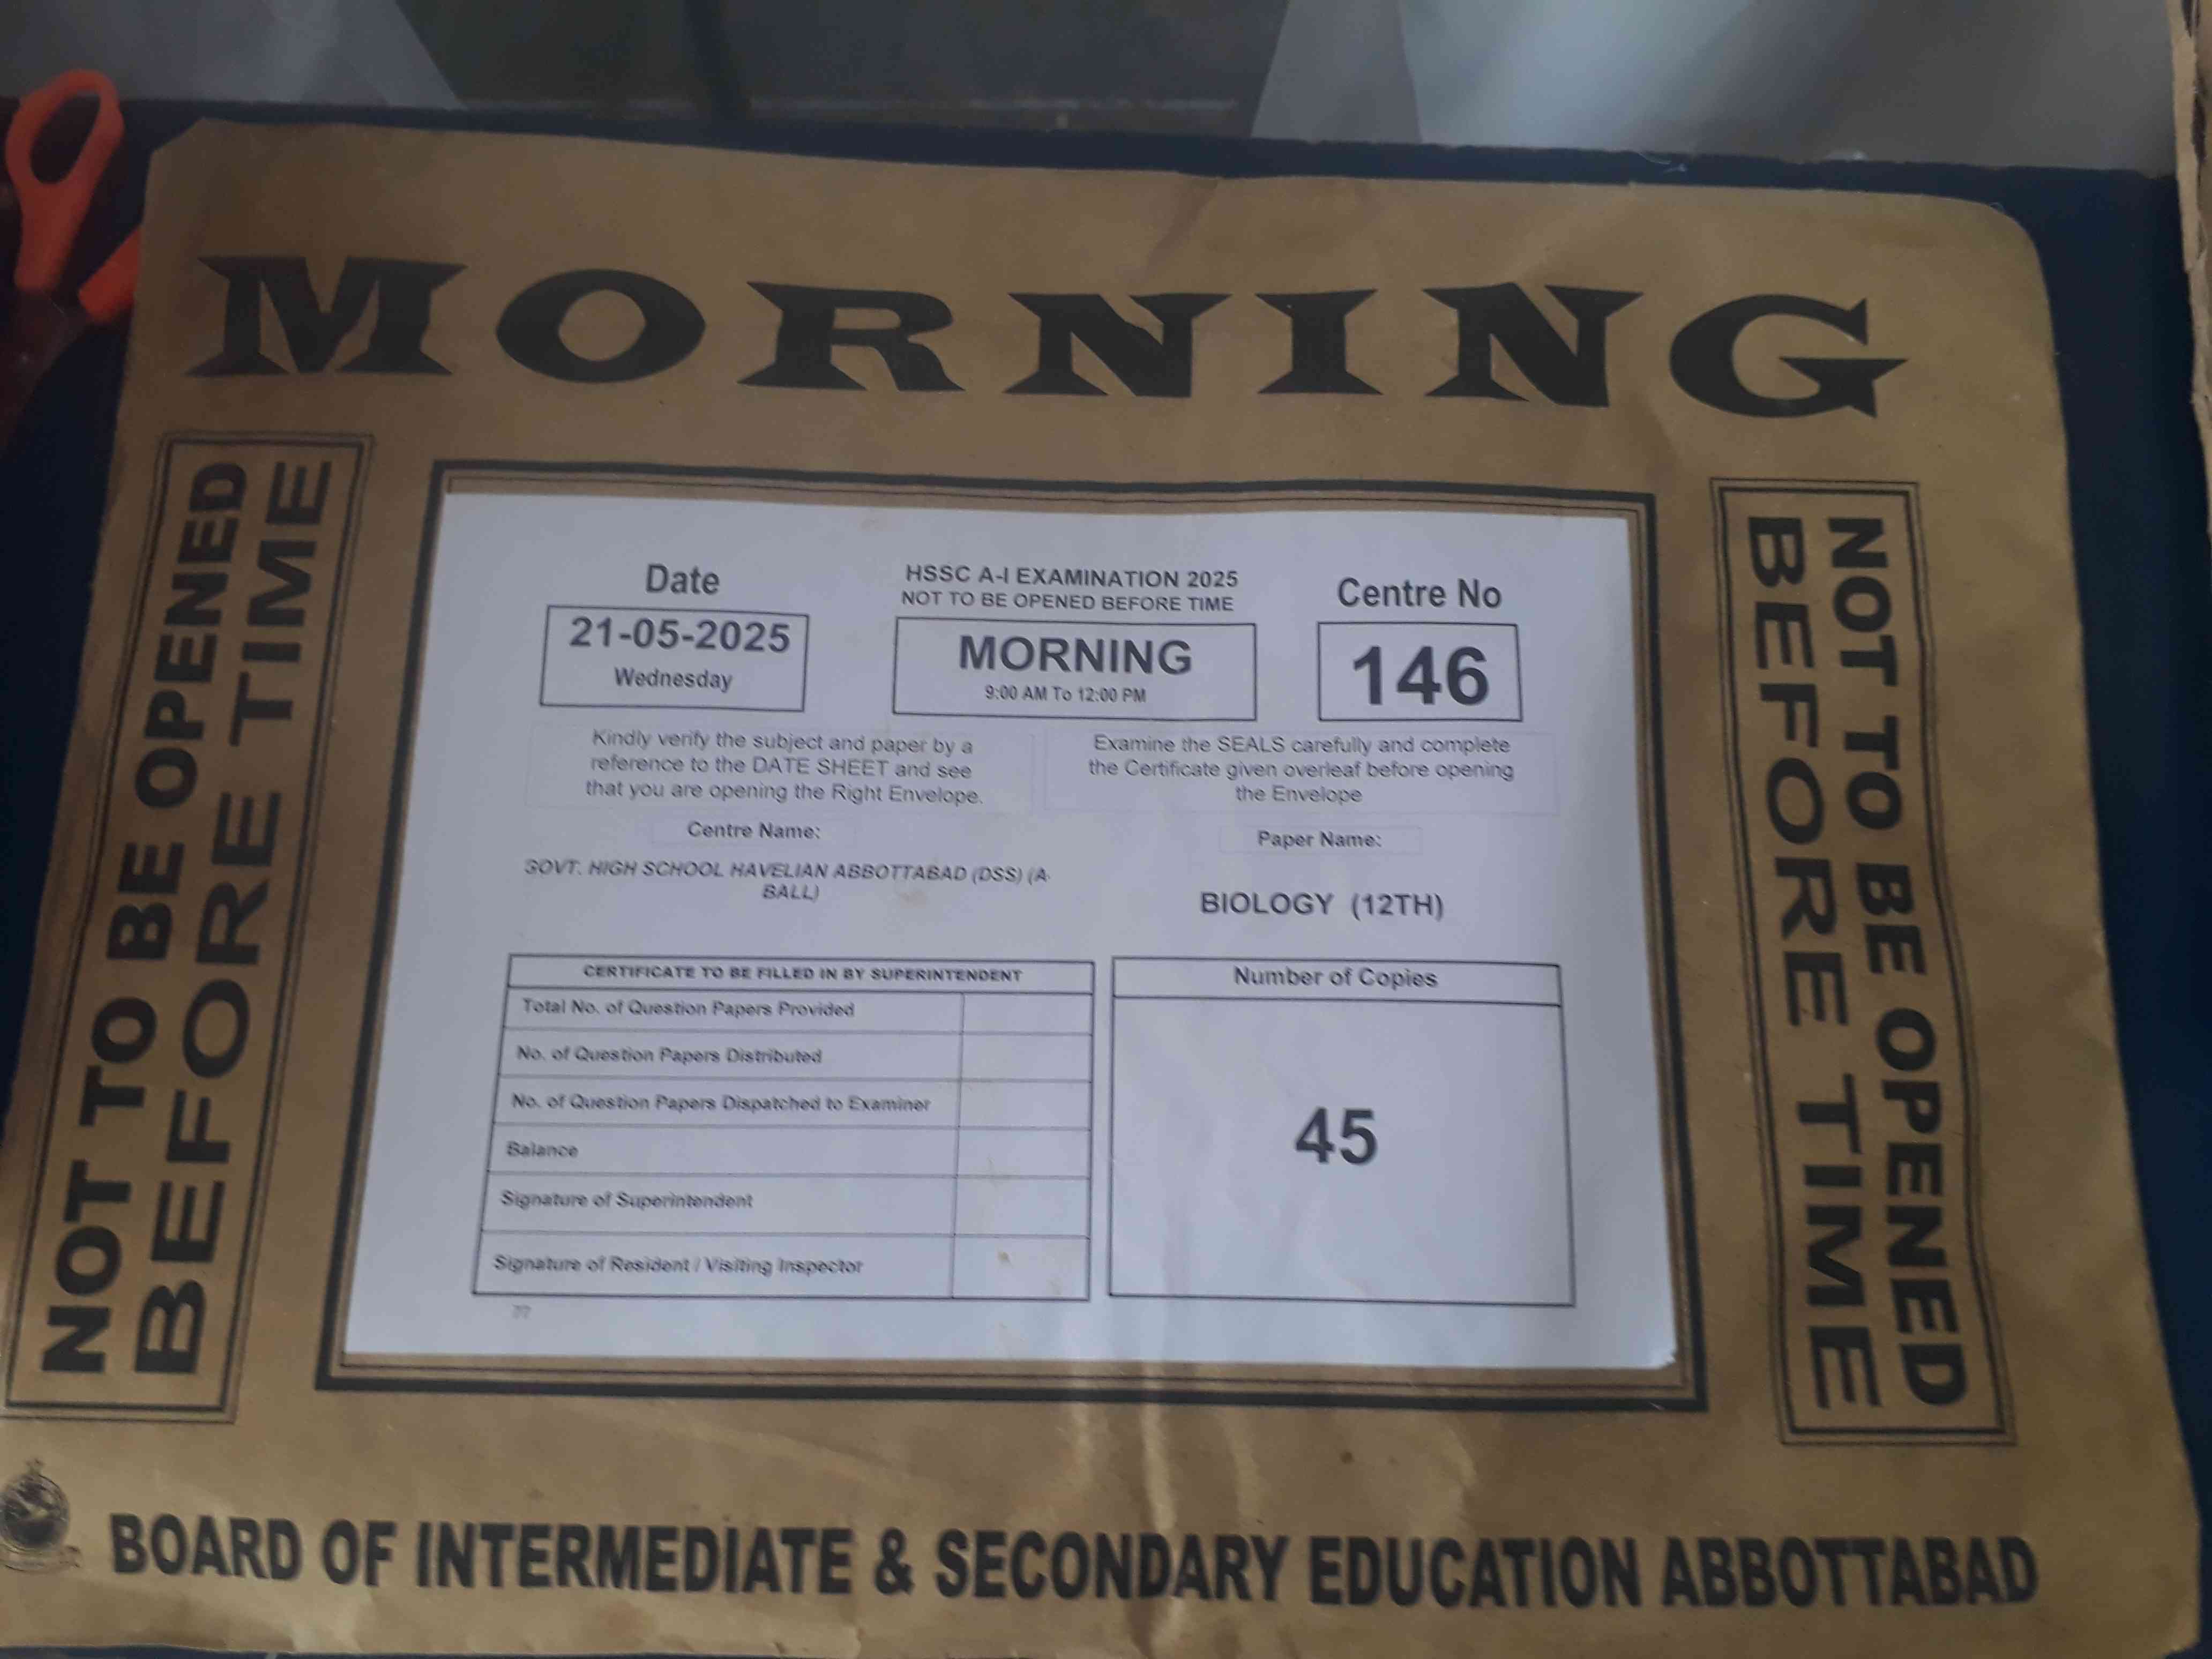 MORNING
NOT TO BE OPENED
BEFORE TIME
Date
21-05-2025
Wednesday
HSSC A-I EXAMINATION 2025
NOT TO BE OPENED BEFORE TIME
MORNING
9:00 AM To 12:00 PM
Centre No
146
Kindly verify the subject and paper by a
reference to the DATE SHEET and see
that you are opening the Right Envelope.
Examine the SEALS carefully and complete
the Certificate given overleaf before opening
the Envelope
Centre Name:
GOVT. HIGH SCHOOL HAVELIAN ABBOTTABAD (DSS) (A-
BALL)
Paper Name:
BIOLOGY (12TH)
CERTIFICATE TO BE FILLED IN BY SUPERINTENDENT
Total No. of Question Papers Provided
No. of Question Papers Distributed
No. of Question Papers Dispatched to Examiner
Balance
Signature of Superintendent
Signature of Resident / Visiting Inspector
Number of Copies
45
77
NOT TO BE OPENED
BEFORE TIME
BOARD OF INTERMEDIATE & SECONDARY EDUCATION ABBOTTABAD